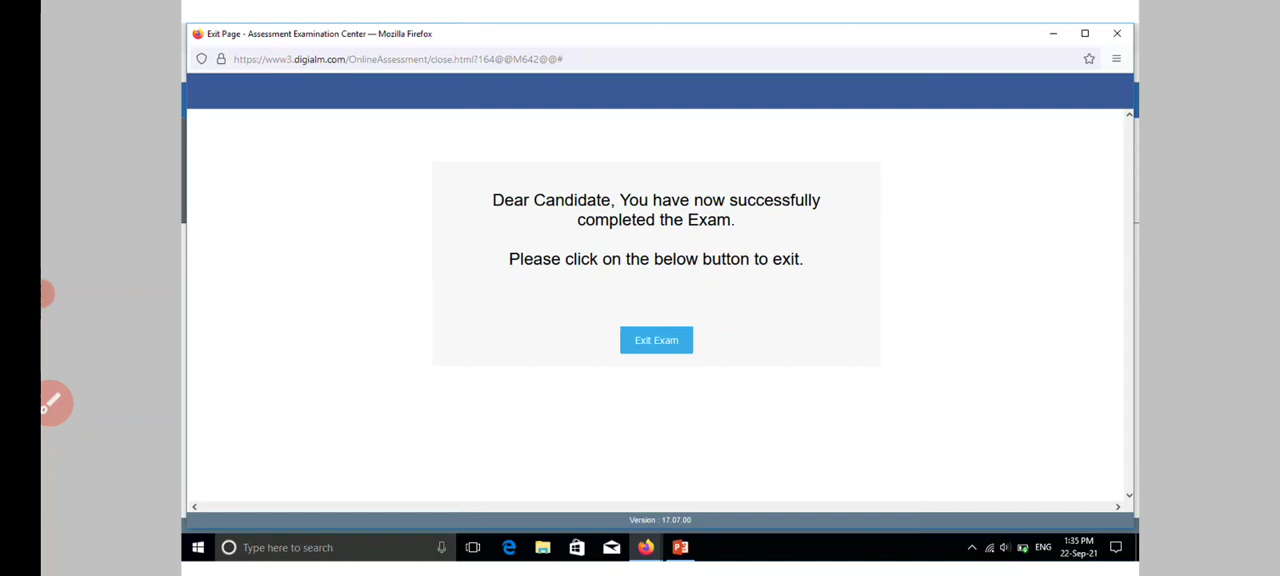 Exit Page - Assessment Examination Center — Mozilla Firefox
https://www3.digialm.com/OnlineAssessment/close.html?164@@M642@@#
Dear Candidate, You have now successfully
completed the Exam.
Please click on the below button to exit.
Exit Exam
Version : 17.07.00
Type here to search
ENG
1:35 PM
22-Sep-21